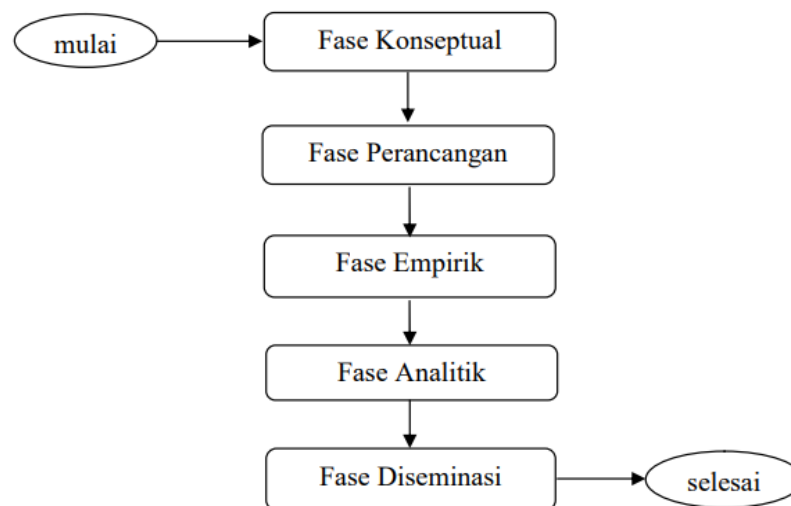 mulai
Fase Konseptual
Fase Perancangan
Fase Empirik
Fase Analitik
Fase Diseminasi
selesai